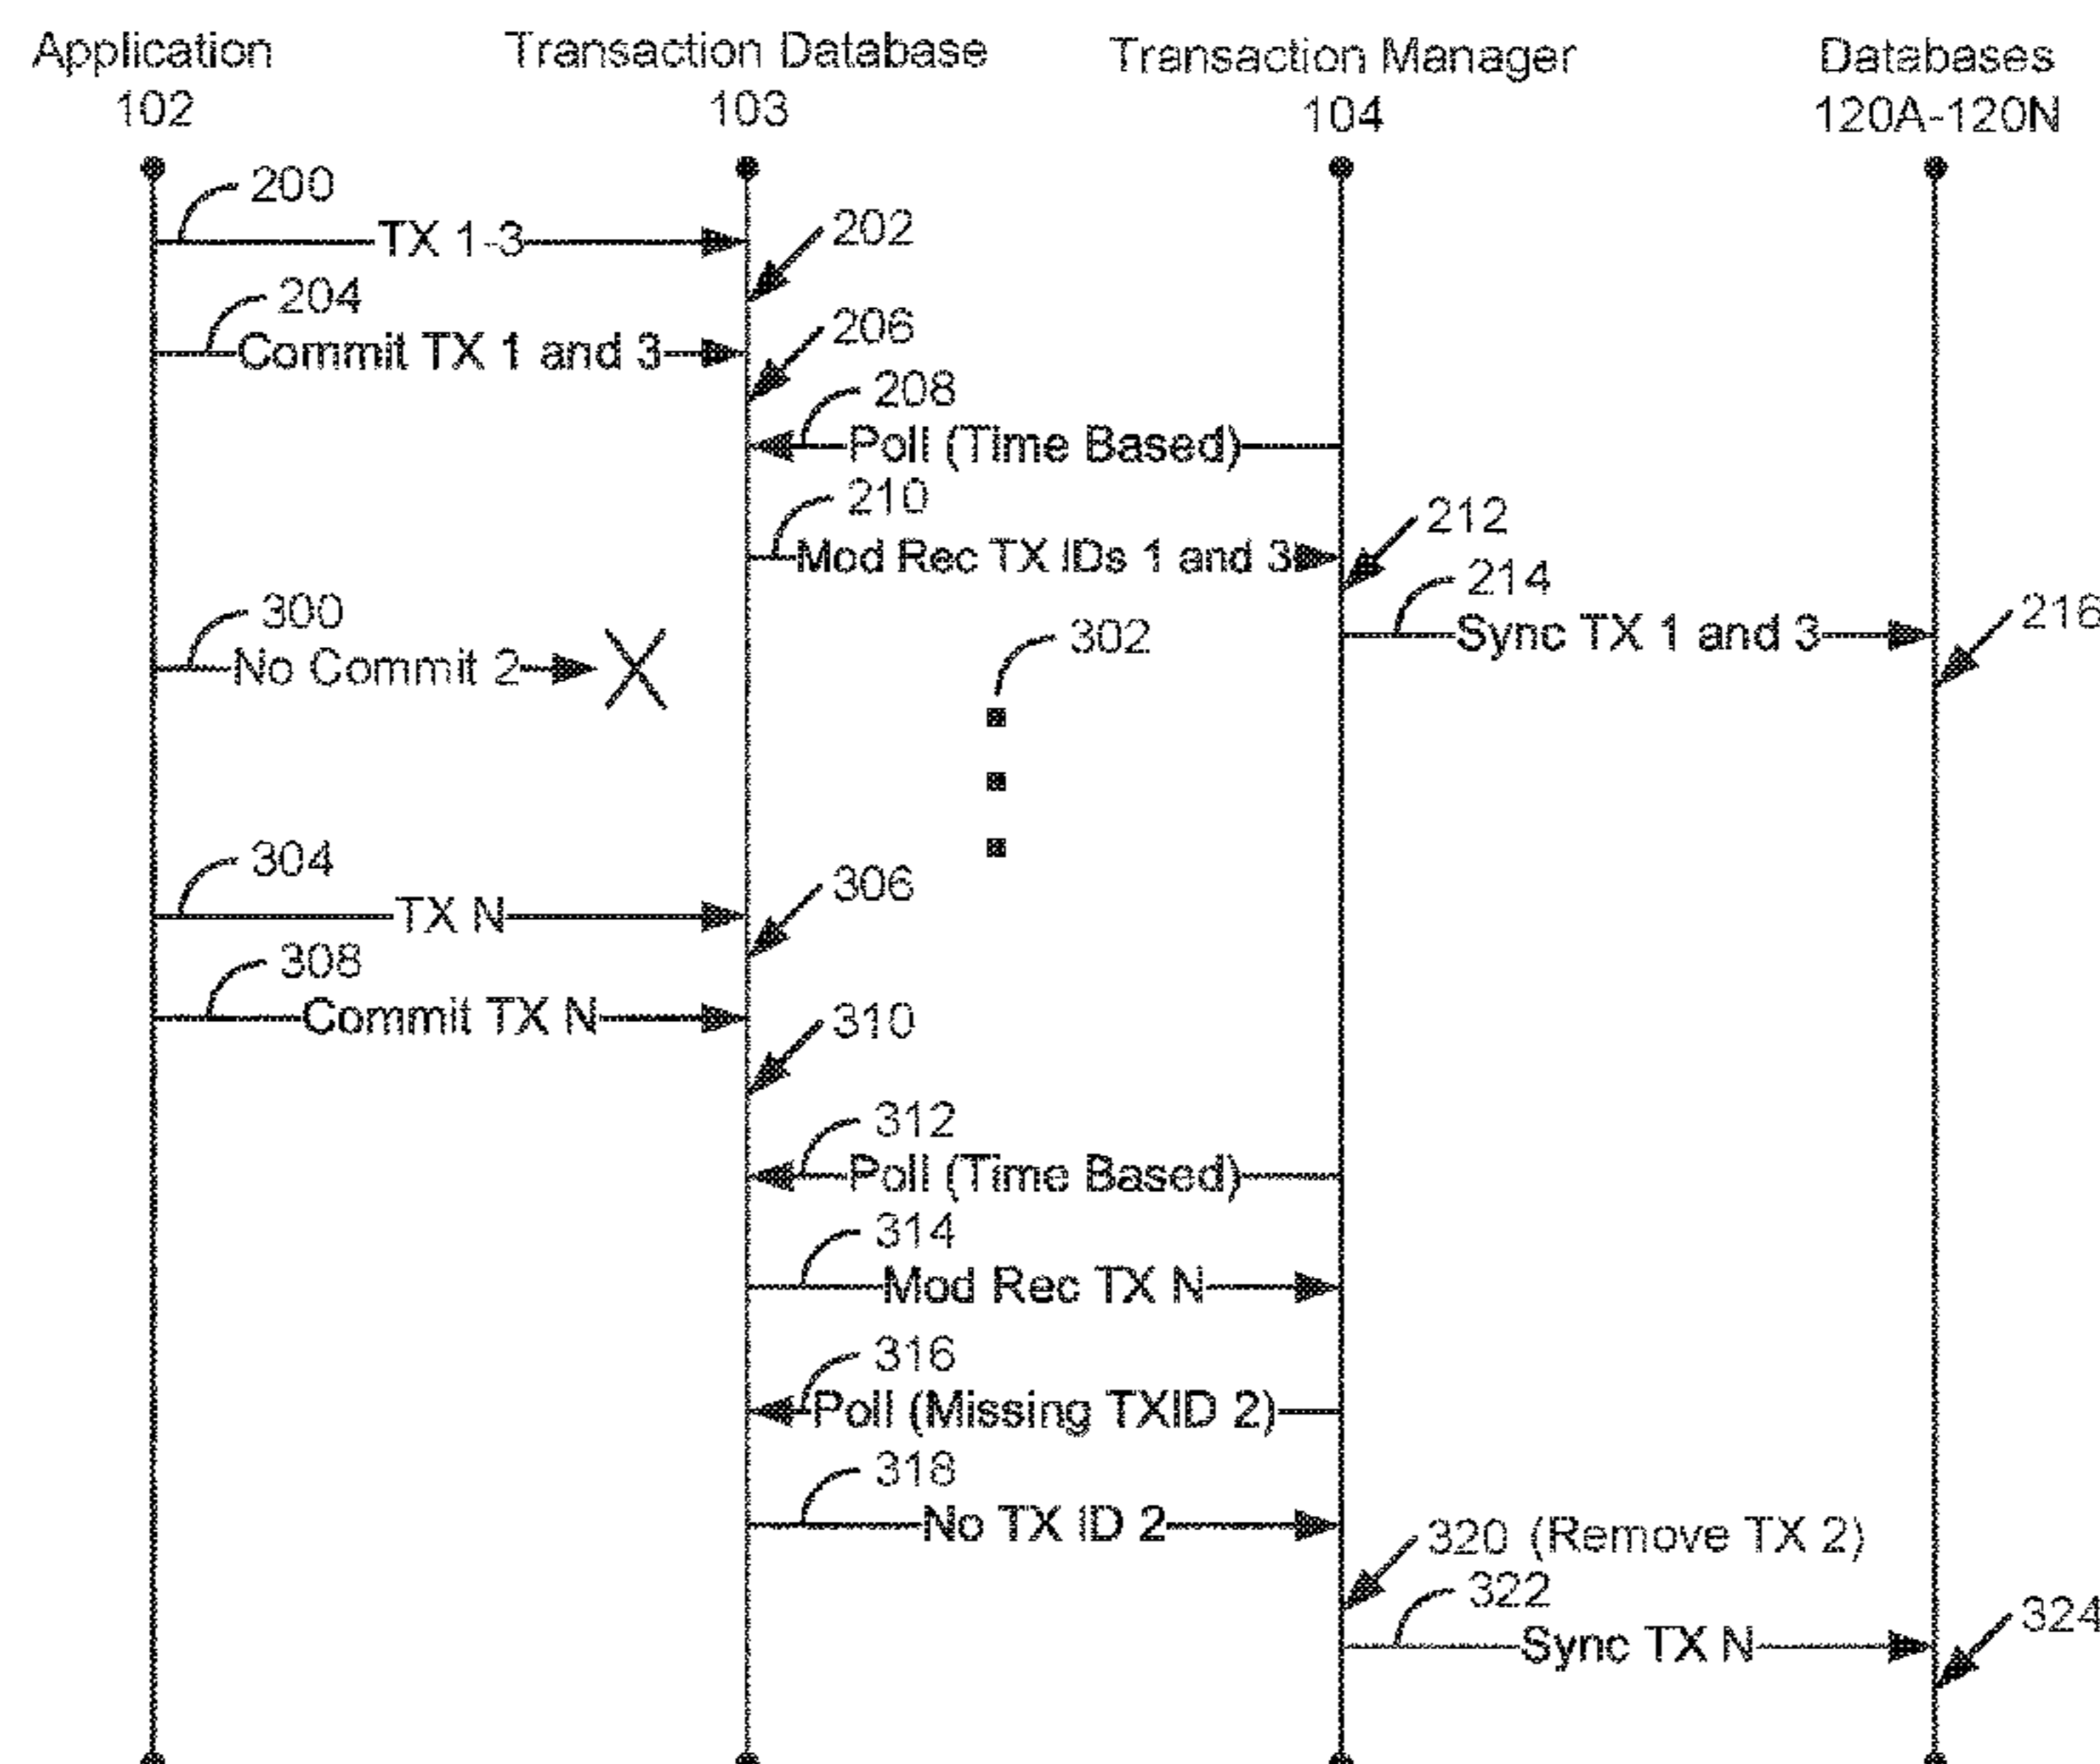 Application
102
Transaction Database
103
Transaction Manager
104
Databases
120A-120N
200
TX 1-3
202
204
Commit TX 1 and 3
206
208
Poll (Time Based)
210
Mod Rec TX IDs 1 and 3
212
214
Sync TX 1 and 3
216
300
No Commit 2
302
304
TX N
306
308
Commit TX N
310
312
Poll (Time Based)
314
Mod Rec TX N
316
Poll (Missing TXID 2)
318
No TX ID 2
320 (Remove TX 2)
322
Sync TX N
324